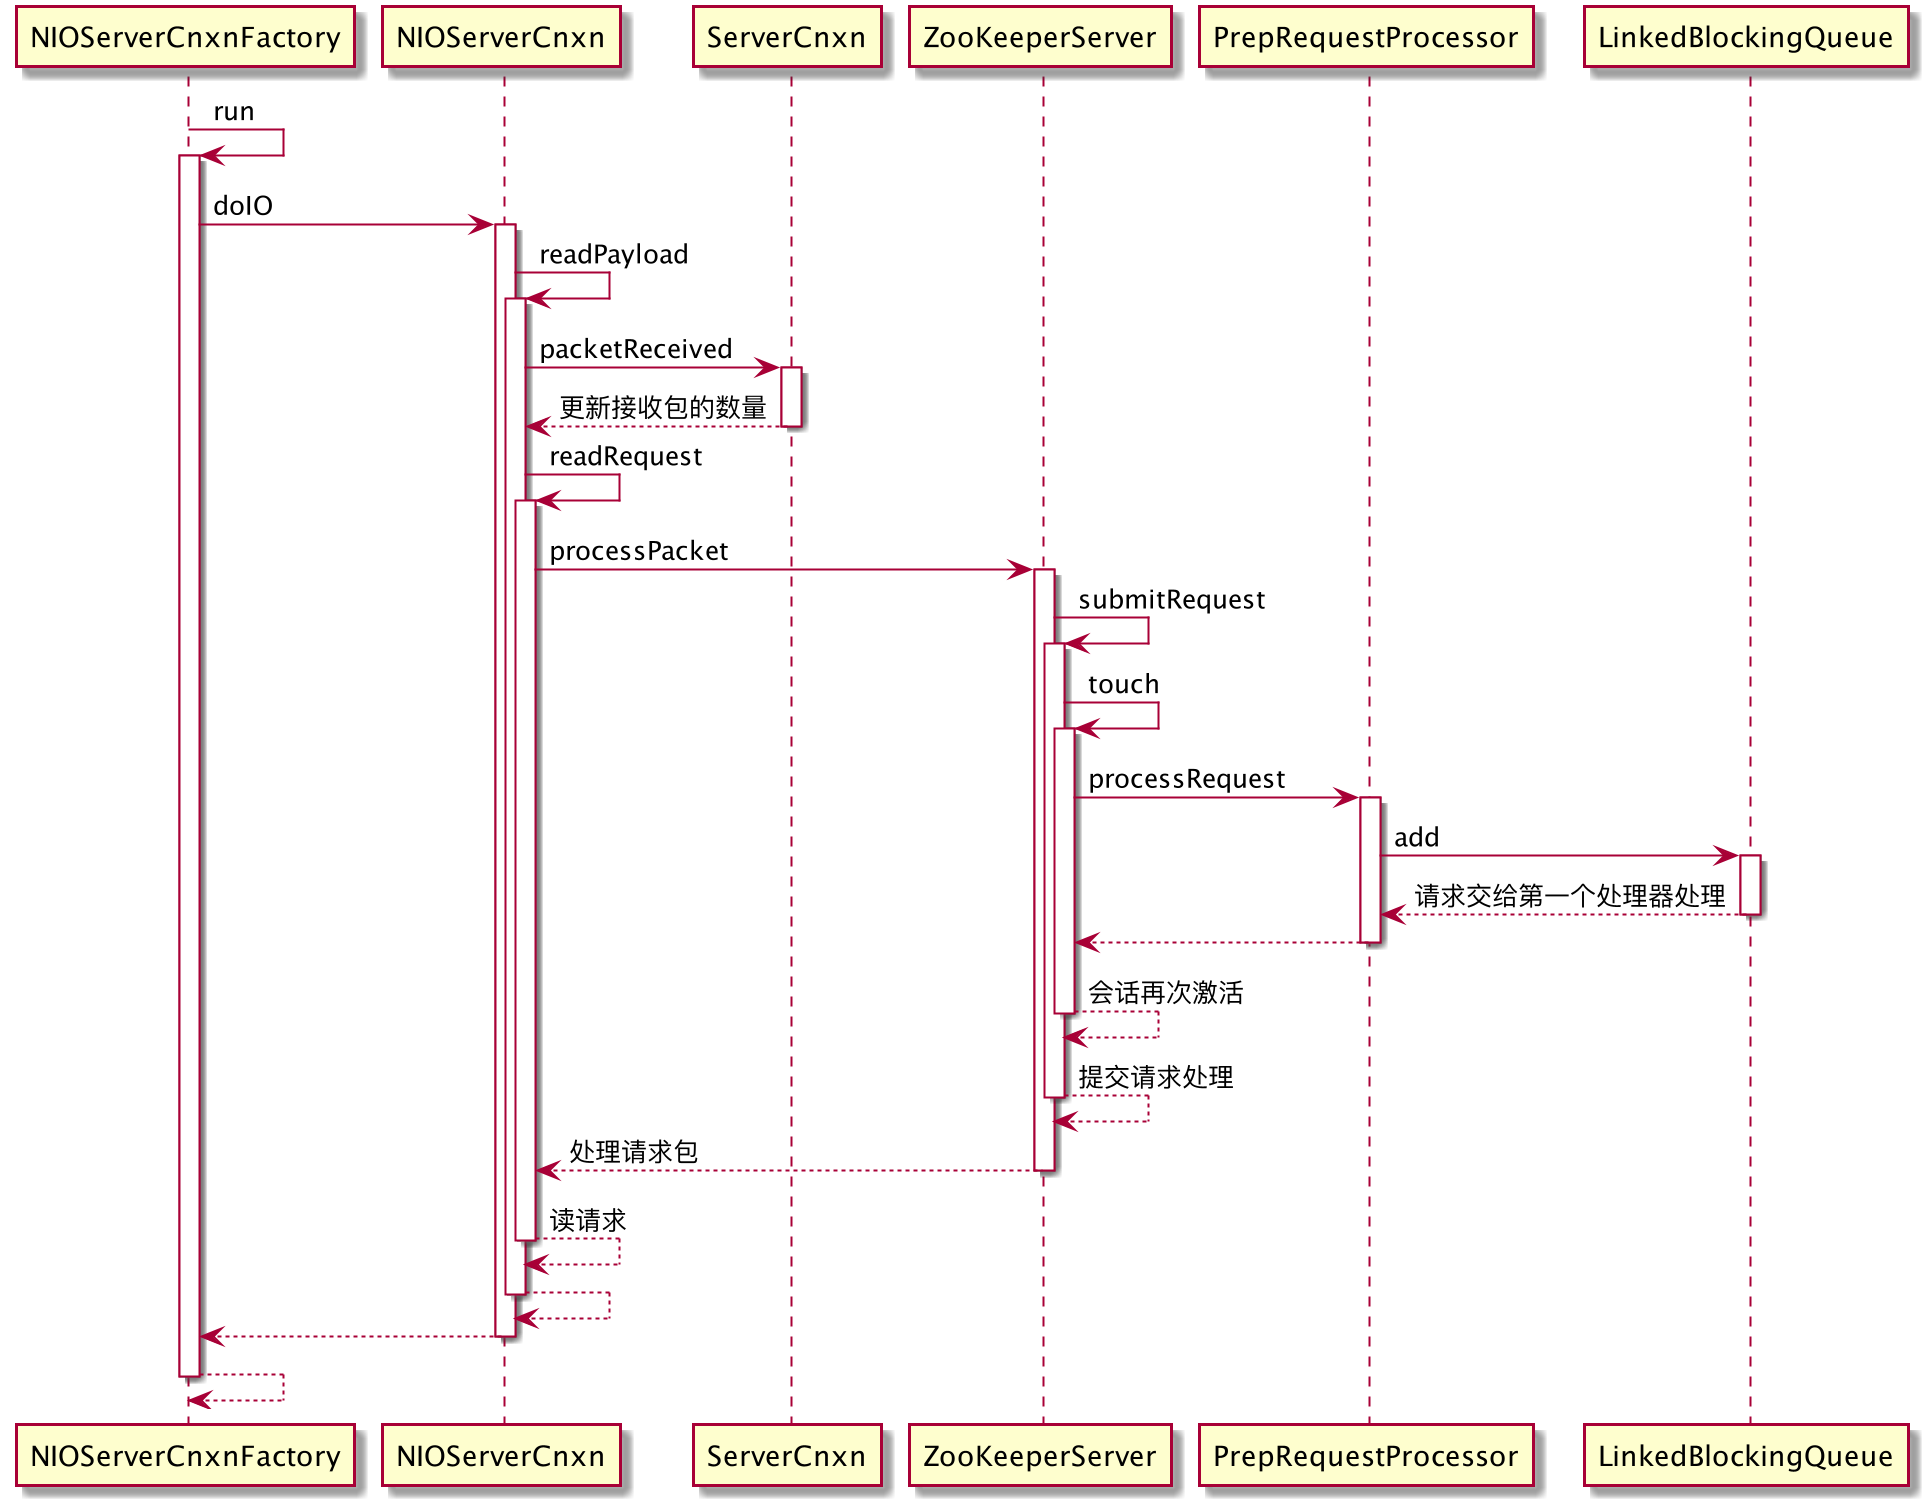 NIOServerCnxnFactory
NIOServerCnxn
ServerCnxn
ZooKeeperServer
PrepRequestProcessor
LinkedBlockingQueue
run
doIO
readPayload
packetReceived
更新接收包的数量
readRequest
processPacket
submitRequest
touch
processRequest
add
请求交给第一个处理器处理
会话再次激活
提交请求处理
处理请求包
读请求
NIOServerCnxnFactory
NIOServerCnxn
ServerCnxn
ZooKeeperServer
PrepRequestProcessor
LinkedBlockingQueue